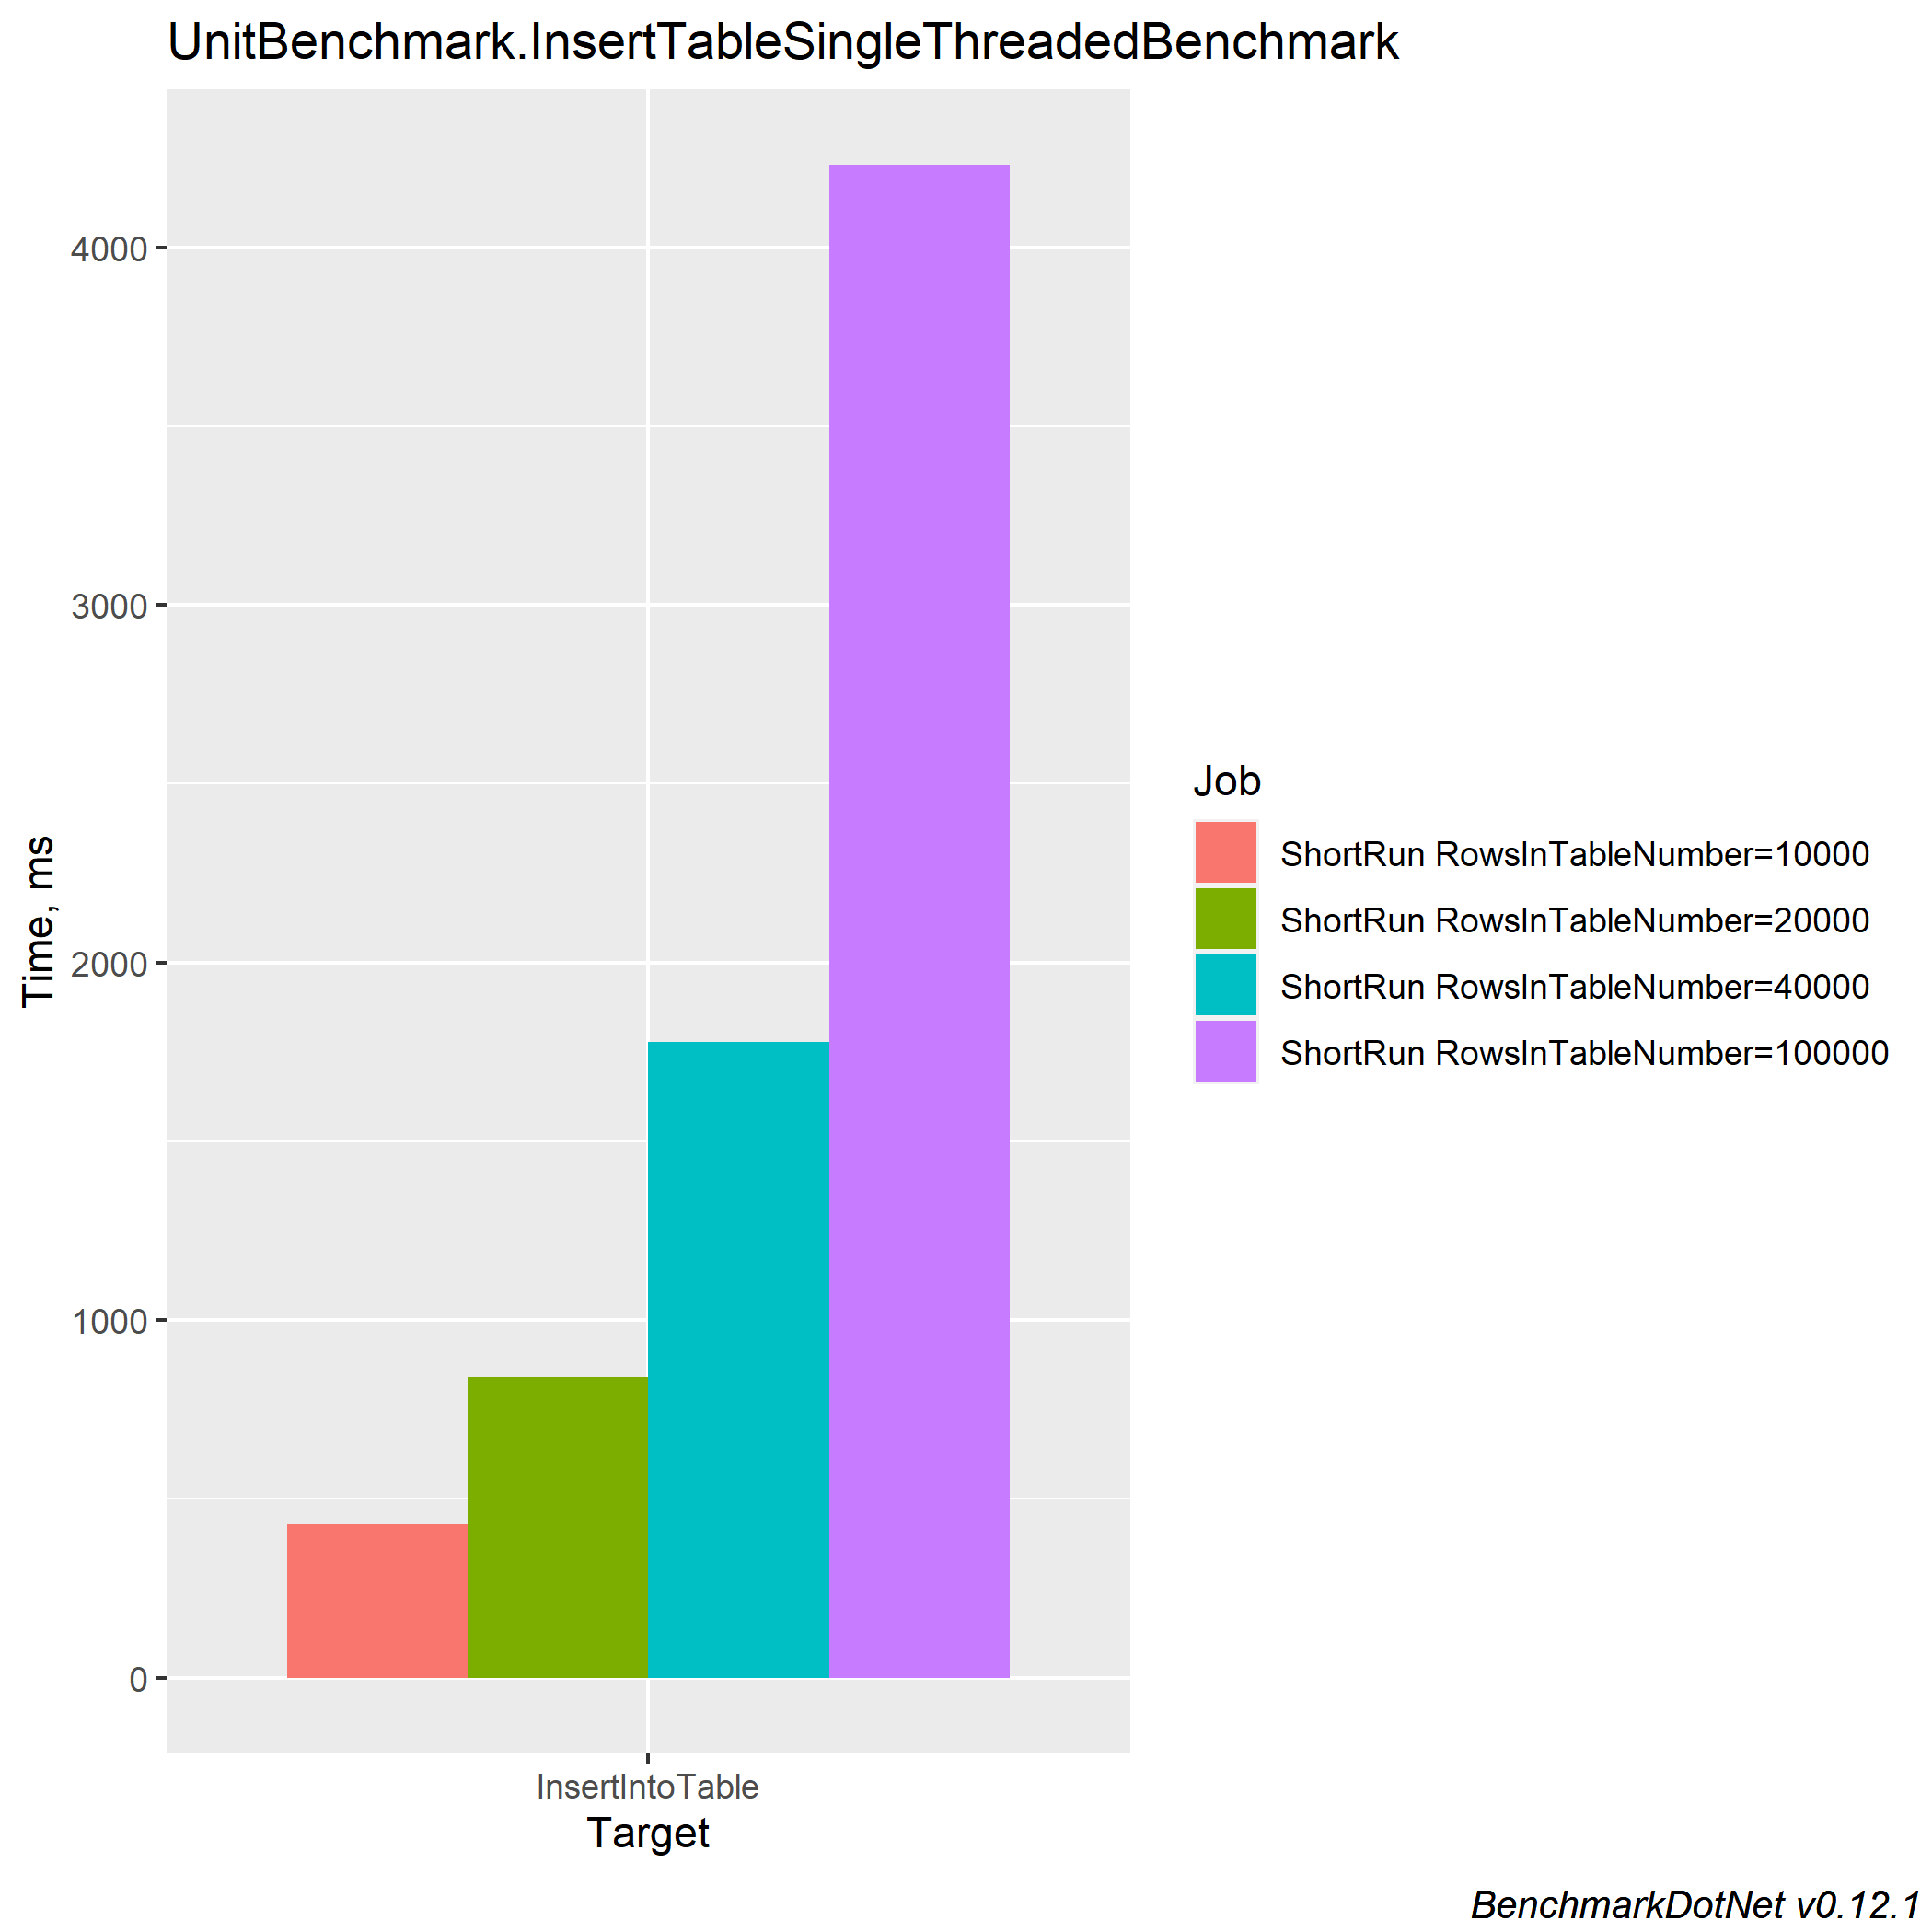 UnitBenchmark.InsertTableSingleThreadedBenchmark
Time, ms
4000
3000
2000
1000
0
InsertIntoTable
Target
Job
ShortRun RowsInTableNumber=10000
ShortRun RowsInTableNumber=20000
ShortRun RowsInTableNumber=40000
ShortRun RowsInTableNumber=100000
BenchmarkDotNet v0.12.1